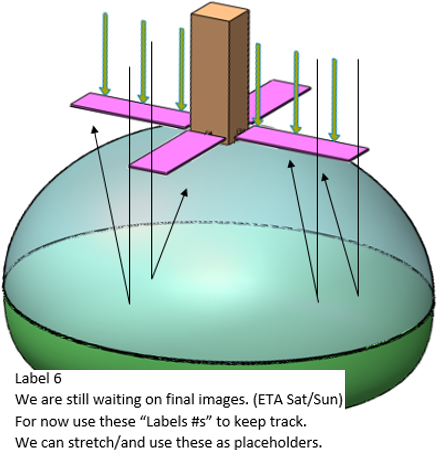 Label 6
We are still waiting on final images. (ETA Sat/Sun)
For now use these “Labels #s” to keep track.
We can stretch/and use these as placeholders.